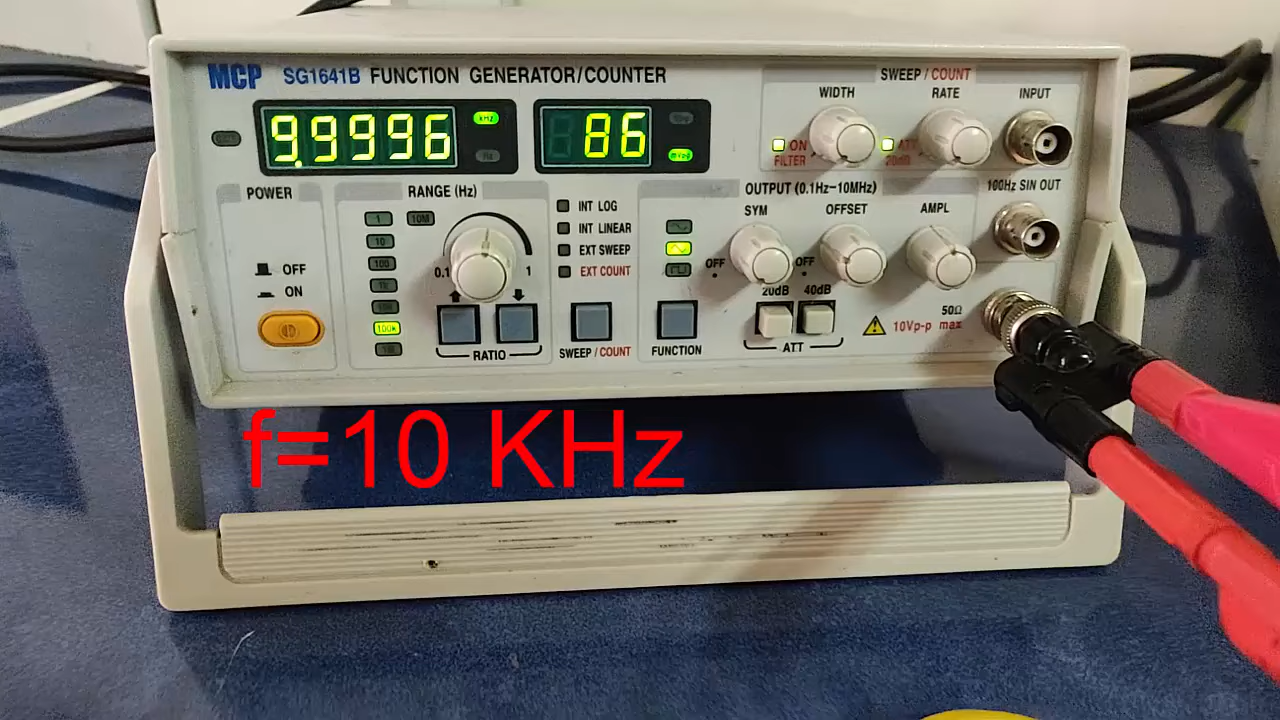 MCP SG1641B FUNCTION GENERATOR/COUNTER
SWEEP / COUNT
WIDTH
RATE
INPUT
9.9996
kHz
Hz
86
mVp-p
ON
FILTER
ATT
20dB
POWER
RANGE (Hz)
OUTPUT (0.1Hz-10MHz)
100Hz SIN OUT
1
10M
10
100
1k
100k
0.1
1
INT LOG
INT LINEAR
EXT SWEEP
EXT COUNT
SYM
OFFSET
AMPL
OFF
ON
OFF
OFF
20dB
40dB
50Ω
10Vp-p max
RATIO
SWEEP / COUNT
FUNCTION
ATT
f=10 KHz